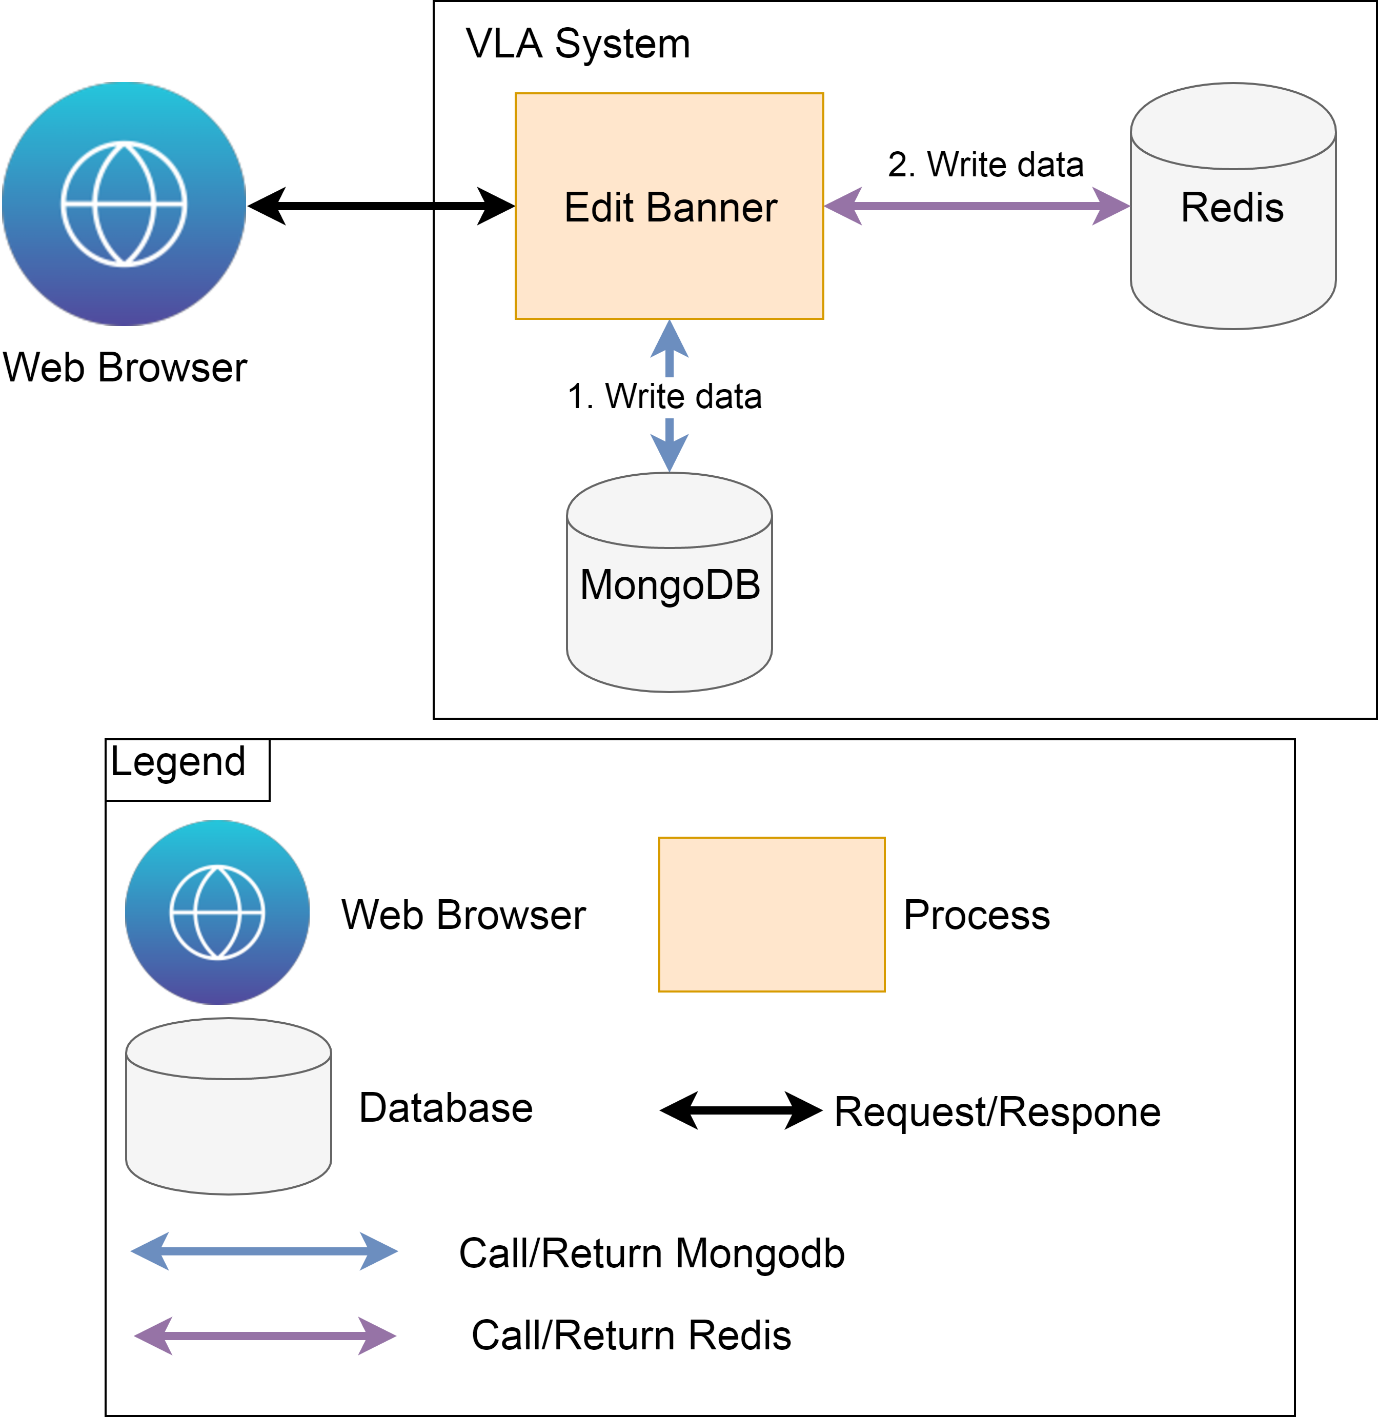 VLA System
Web Browser
Edit Banner
2. Write data
Redis
1. Write data
MongoDB
Legend
Web Browser
Process
Database
Request/Respone
Call/Return Mongodb
Call/Return Redis